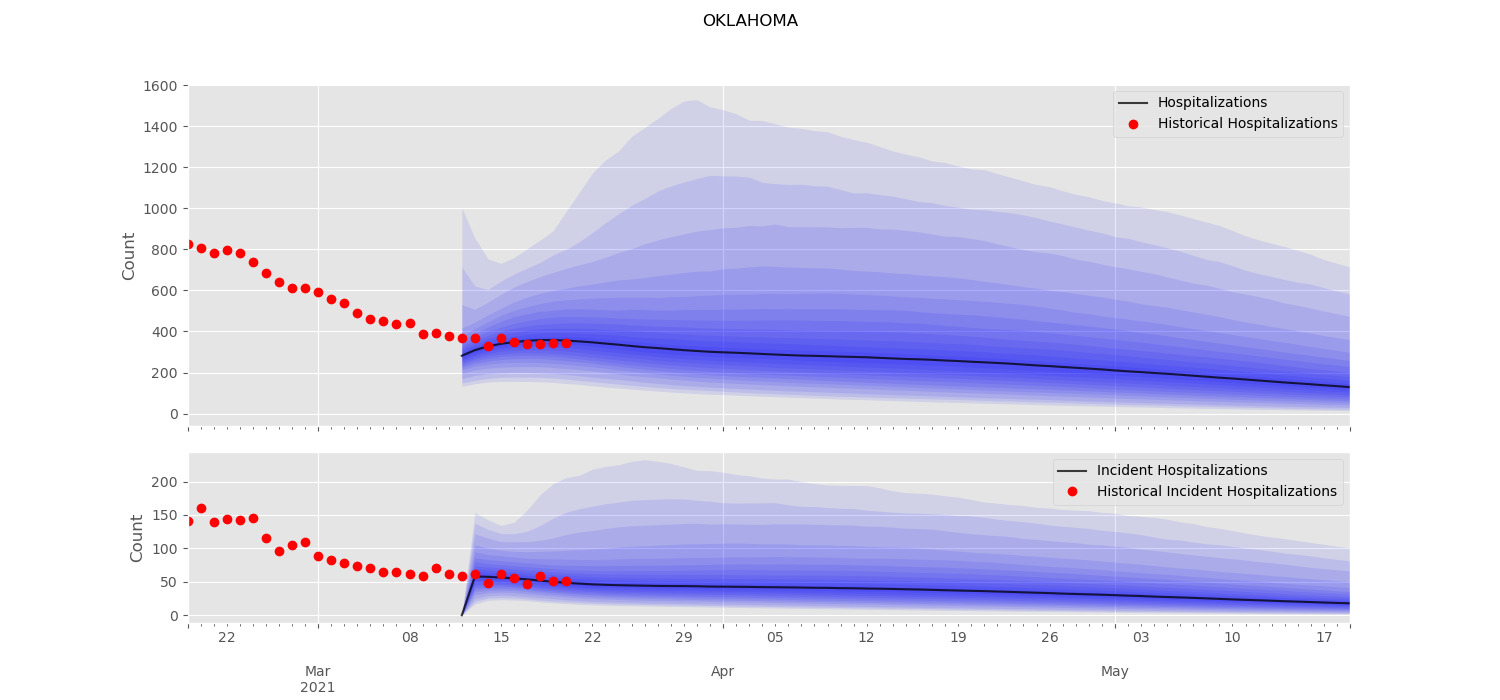 OKLAHOMA
1600
1400
1200
1000
800
600
400
200
0
Count
Hospitalizations
Historical Hospitalizations
200
150
100
50
0
Count
Incident Hospitalizations
Historical Incident Hospitalizations
22 08 15 22 29 05 12 19 26 03 10 17
Mar Apr May
2021